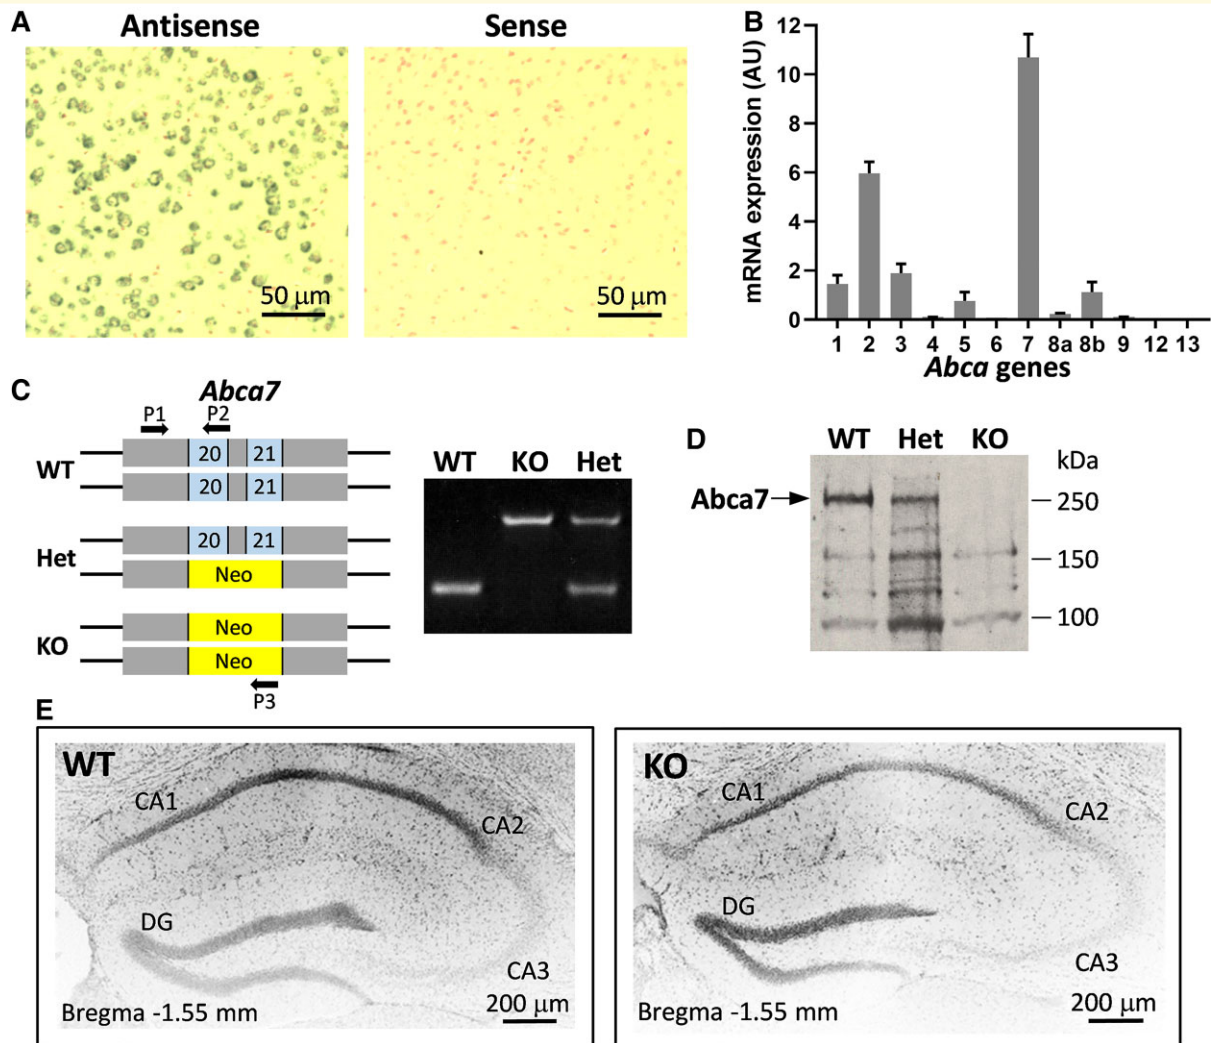 A
Antisense
Sense
50 μm
50 μm
B
mRNA expression (AU)
12
10
8
6
4
2
0
1 2 3 4 5 6 7 8a 8b 9 12 13
Abca genes
C
Abca7
P1 P2
WT
20 21
20 21
Het
20 21
Neo
KO
Neo
Neo
P3
WT KO Het
D
WT Het KO
kDa
Abca7
250
150
100
E
WT
CA1
CA2
DG
CA3
Bregma -1.55 mm
200 μm
KO
CA1
CA2
DG
CA3
Bregma -1.55 mm
200 μm